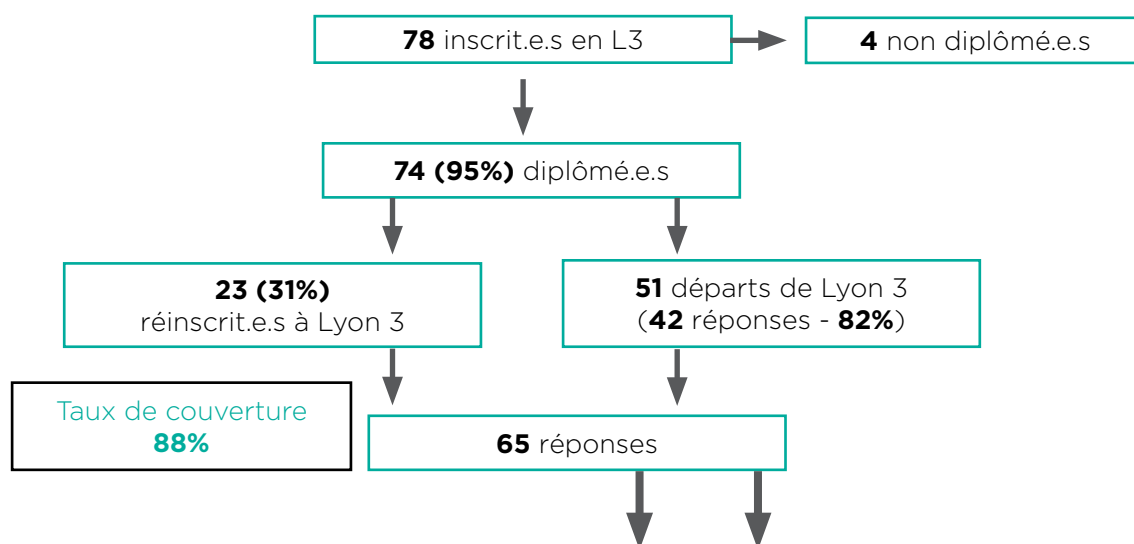 78 inscrit.e.s en L3
4 non diplômé.e.s
74 (95%) diplômé.e.s
23 (31%)
réinscrit.e.s à Lyon 3
51 départs de Lyon 3
(42 réponses - 82%)
Taux de couverture
88%
65 réponses